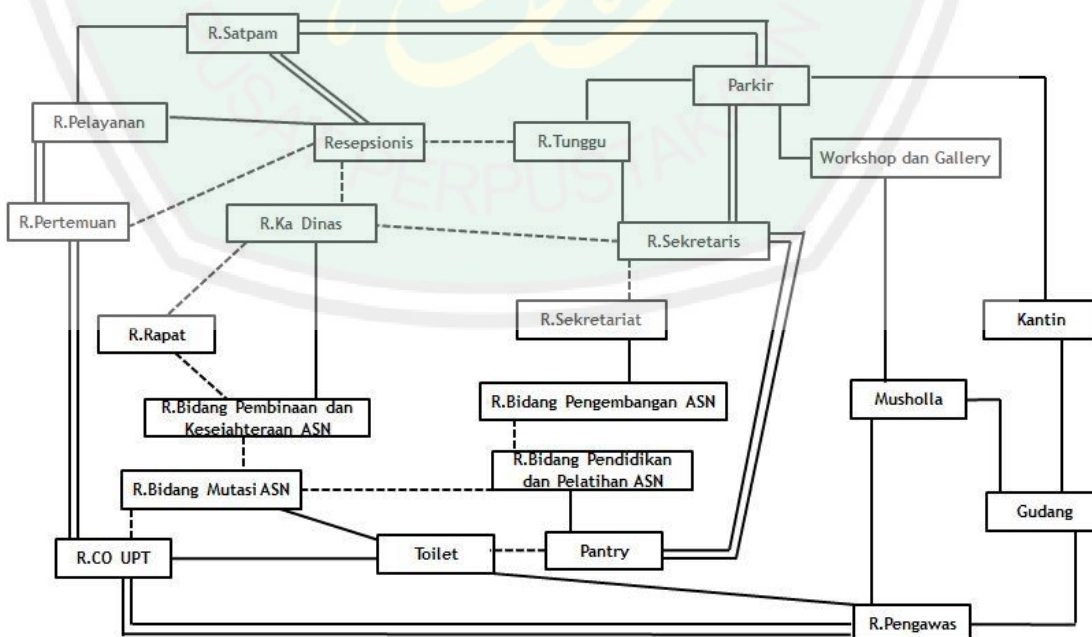 R.Satpam
Parkir
R.Pelayanan
Resepsionis
R.Tunggu
Workshop dan Gallery
R.Pertemuan
R.Ka Dinas
R.Sekretaris
R.Rapat
R.Sekretariat
Kantin
R.Bidang Pembinaan dan
Kesejahteraan ASN
R.Bidang Pengembangan ASN
Musholla
R.Bidang Mutasi ASN
R.Bidang Pendidikan
dan Pelatihan ASN
Gudang
R.CO UPT
Toilet
Pantry
R.Pengawas